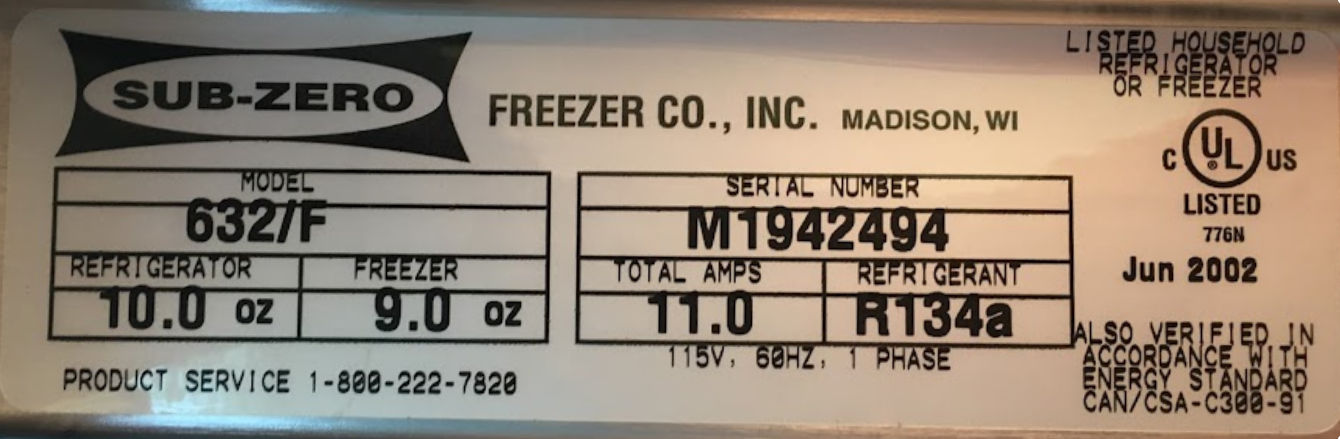 SUB-ZERO
FREEZER CO., INC. MADISON, WI
MODEL
632/F
REFRIGERATOR FREEZER
10.0 oz 9.0 oz
PRODUCT SERVICE 1-800-222-7820
SERIAL NUMBER
M1942494
TOTAL AMPS REFRIGERANT
11.0 R134a
115V, 60HZ, 1 PHASE
LISTED HOUSEHOLD
REFRIGERATOR
OR FREEZER
C UL ® US
LISTED
776N
Jun 2002
ALSO VERIFIED IN
ACCORDANCE WITH
ENERGY STANDARD
CAN/CSA-C300-91